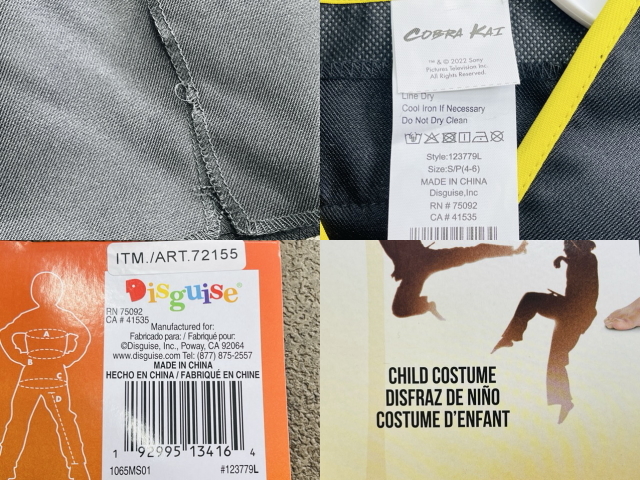 COBRA KAI
™ & © 2022 Sony
Pictures Television Inc.
All Rights Reserved.
Line Dry
Cool Iron If Necessary
Do Not Dry Clean
Style:123779L
Size:S/P(4-6)
MADE IN CHINA
Disguise,Inc
RN # 75092
CA # 41535
ITM./ART.72155
Disguise®
RN 75092
CA # 41535
Manufactured for:
Fabricado para: / Fabriqué pour:
©Disguise, Inc., Poway, CA 92064
www.disguise.com Tel: (877) 875-2557
MADE IN CHINA
HECHO EN CHINA / FABRIQUÉ EN CHINE
A
B
C
D
1 92995 13416 4
1065MS01 #123779L
CHILD COSTUME
DISFRAZ DE NIÑO
COSTUME D'ENFANT